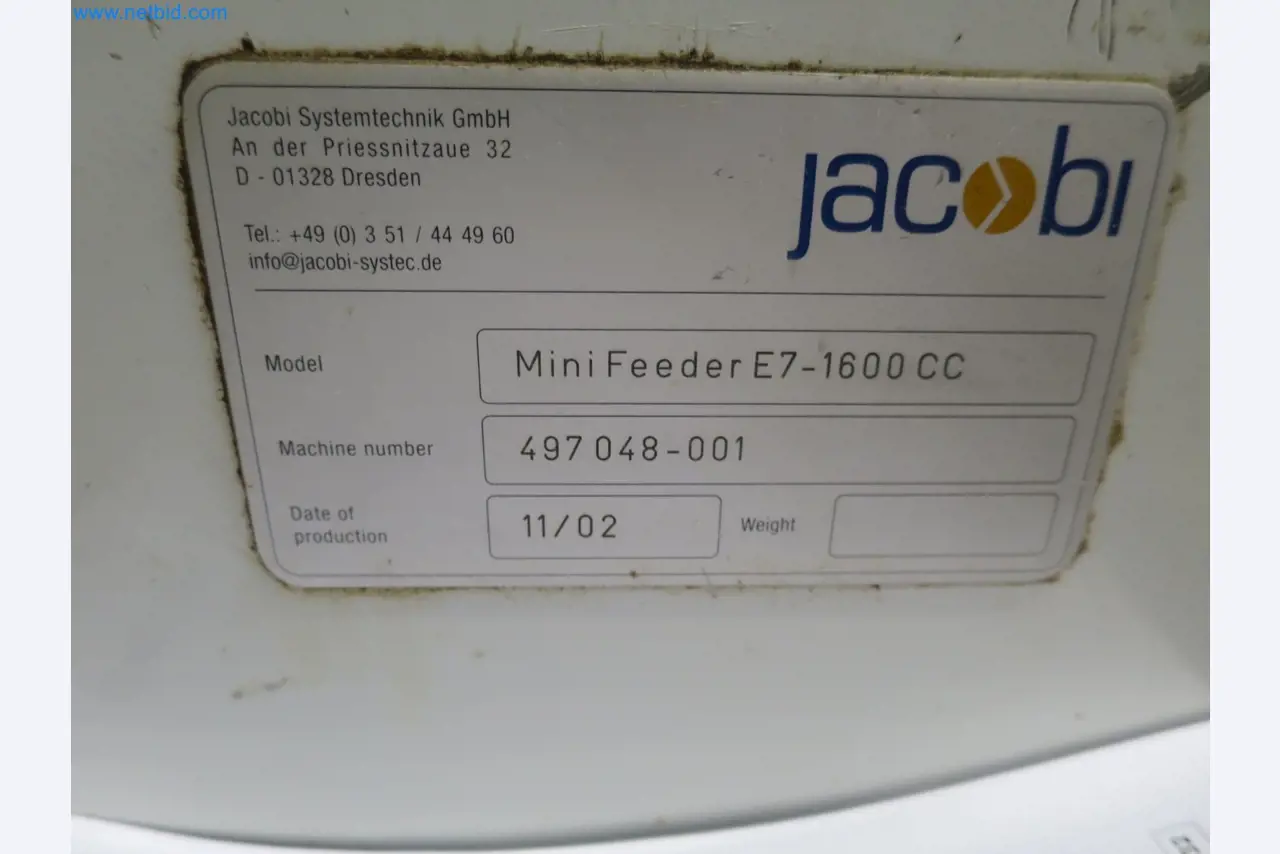 www.netbid.com
Jacobi Systemtechnik GmbH
An der Priessnitzaue 32
D - 01328 Dresden
Tel.: +49 (0) 3 51 / 44 49 60
info@jacobi-systec.de
jacobi
Model
Mini Feeder E7-1600 CC
Machine number
497 048-001
Date of
production
11/02
Weight